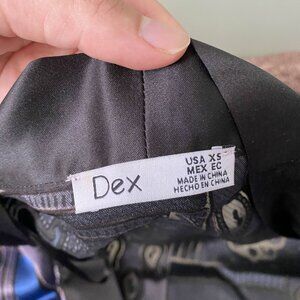 Dex
USA XS
MEX EC
MADE IN CHINA
HECHO EN CHINA